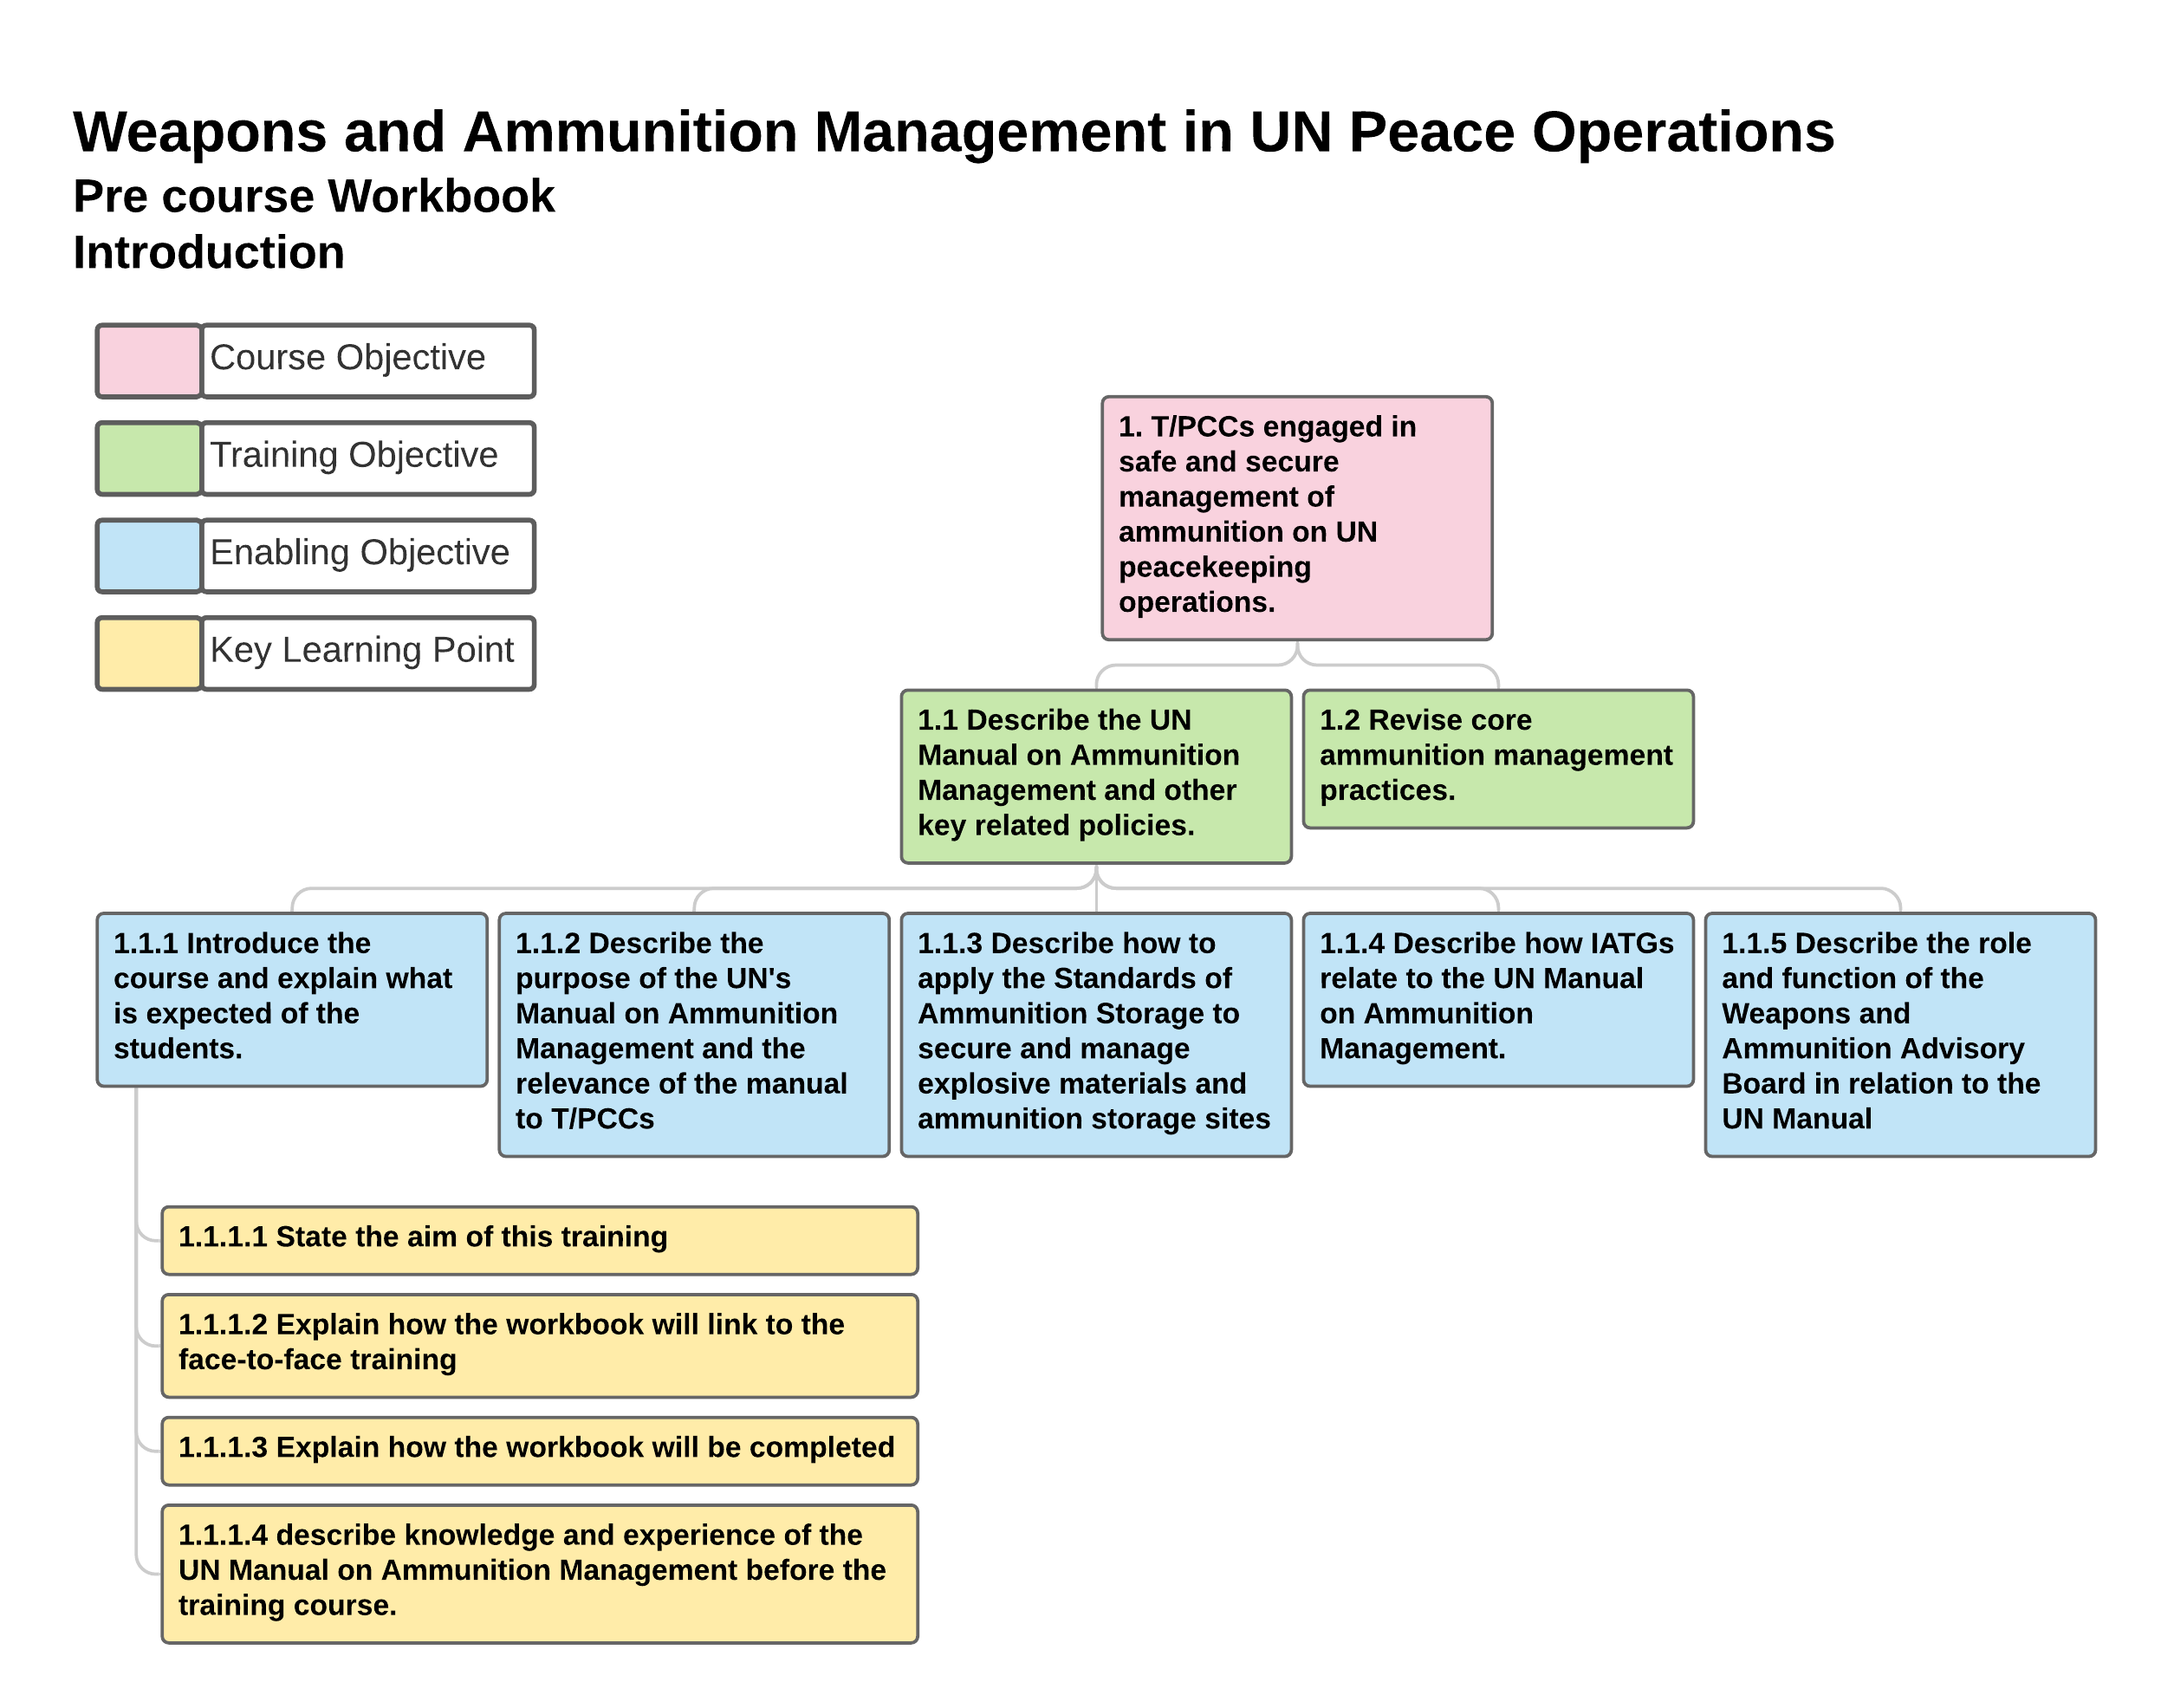 Weapons and Ammunition Management in UN Peace Operations
Pre course Workbook
Introduction
Course Objective
Training Objective
Enabling Objective
Key Learning Point
1. T/PCCs engaged in
safe and secure
management of
ammunition on UN
peacekeeping
operations.
1.1 Describe the UN
Manual on Ammunition
Management and other
key related policies.
1.2 Revise core
ammunition management
practices.
1.1.1 Introduce the
course and explain what
is expected of the
students.
1.1.2 Describe the
purpose of the UN's
Manual on Ammunition
Management and the
relevance of the manual
to T/PCCs
1.1.3 Describe how to
apply the Standards of
Ammunition Storage to
secure and manage
explosive materials and
ammunition storage sites
1.1.4 Describe how IATGs
relate to the UN Manual
on Ammunition
Management.
1.1.5 Describe the role
and function of the
Weapons and
Ammunition Advisory
Board in relation to the
UN Manual
1.1.1.1 State the aim of this training
1.1.1.2 Explain how the workbook will link to the
face-to-face training
1.1.1.3 Explain how the workbook will be completed
1.1.1.4 describe knowledge and experience of the
UN Manual on Ammunition Management before the
training course.